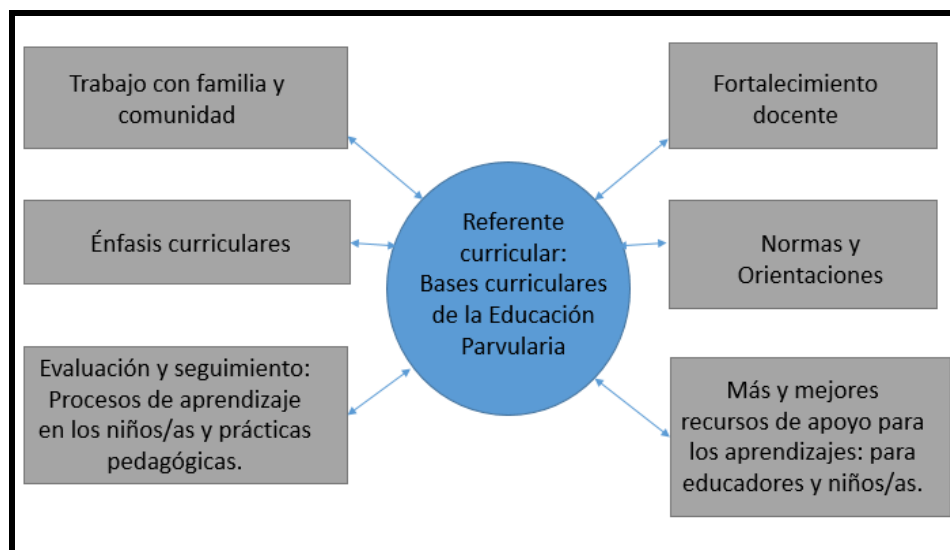 Trabajo con familia y
comunidad
Fortalecimiento
docente
Énfasis curriculares
Referente
curricular:
Bases curriculares
de la Educación
Parvularia
Normas y
Orientaciones
Evaluación y seguimiento:
Procesos de aprendizaje
en los niños/as y prácticas
pedagógicas.
Más y mejores
recursos de apoyo para
los aprendizajes: para
educadores y niños/as.